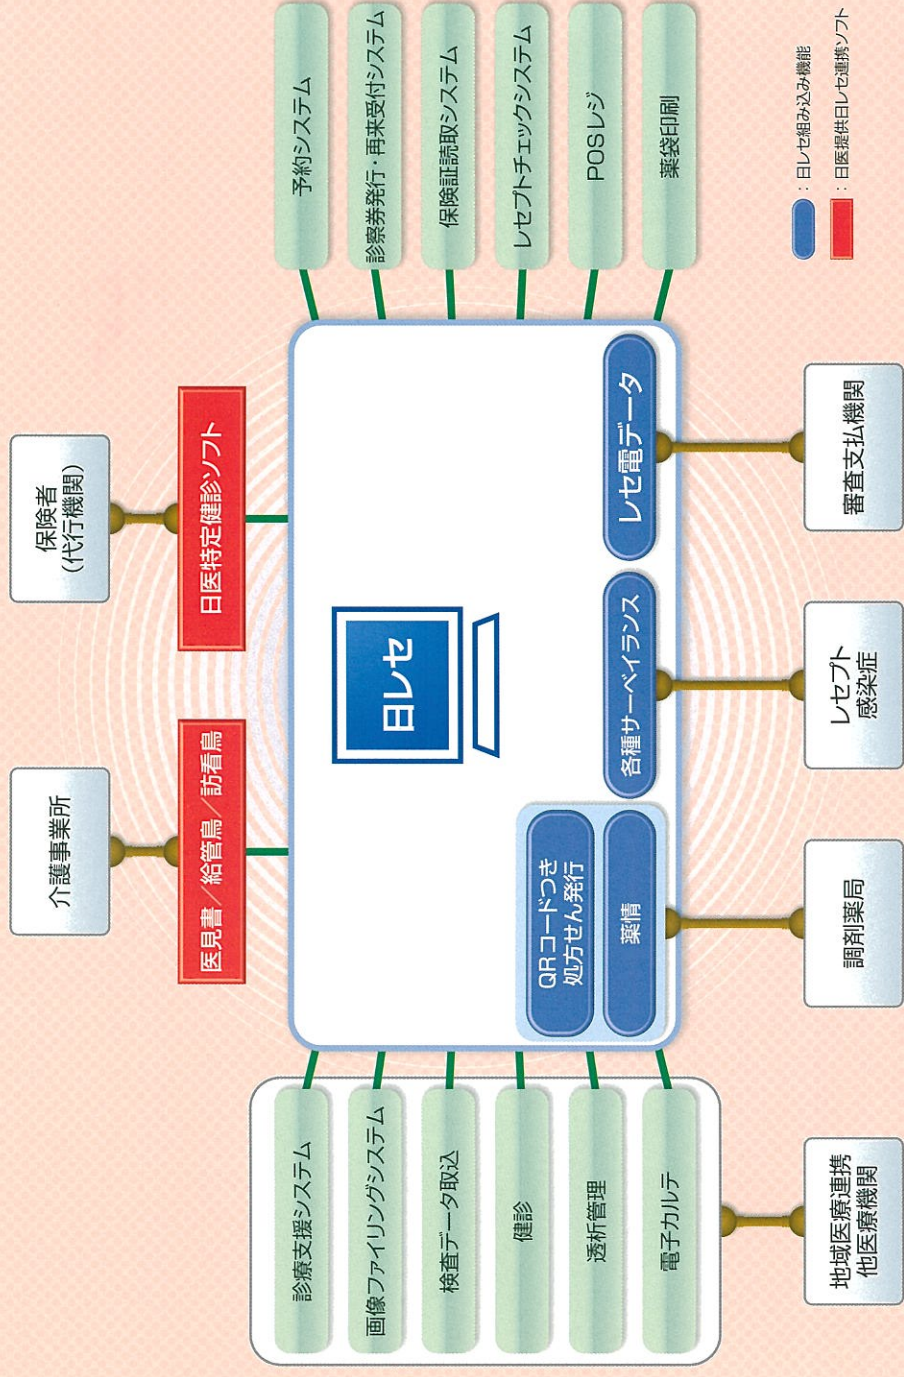 介護事業所
保険者
(代行機関)
医見書／給管鳥／訪看鳥
日医特定健診ソフト
診療支援システム
画像ファイリングシステム
検査データ取込
健診
透析管理
電子カルテ
日レセ
QRコードつき
処方せん発行
薬情
各種サーベイランス
レセ電データ
予約システム
診察券発行・再来受付システム
保険証読取システム
レセプトチェックシステム
POSレジ
薬袋印刷
地域医療連携
他医療機関
調剤薬局
レセプト
感染症
審査支払機関
：日レセ組み込み機能
：日医提供日レセ連携ソフト